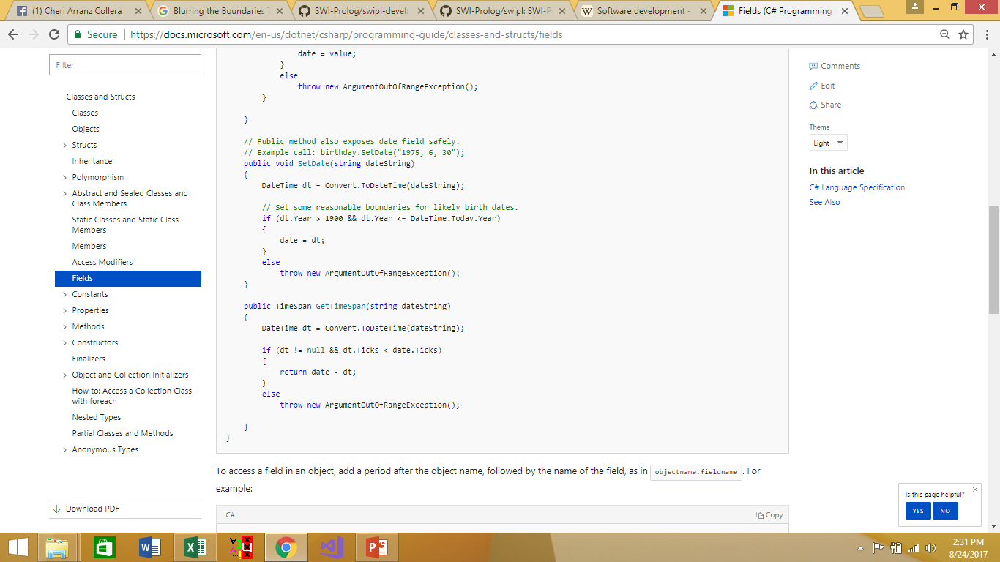 (1) Cheri Arranz Collera
Blurring the Boundaries T
SWI-Prolog/swipl-devel:
SWI-Prolog/swipl: SWI-P
Software development -
Fields (C# Programming
Secure
https://docs.microsoft.com/en-us/dotnet/csharp/programming-guide/classes-and-structs/fields
Filter
Classes and Structs
Classes
Objects
Structs
Inheritance
Polymorphism
Abstract and Sealed Classes and
Class Members
Static Classes and Static Class
Members
Members
Access Modifiers
Fields
Constants
Properties
Methods
Constructors
Finalizers
Object and Collection Initializers
How to: Access a Collection Class
with foreach
Nested Types
Partial Classes and Methods
Anonymous Types
Download PDF
date = value;
}
else
throw new ArgumentOutOfRangeException();
}
}
// Public method also exposes date field safely.
// Example call: birthday.SetDate("1975, 6, 30");
public void SetDate(string dateString)
{
DateTime dt = Convert.ToDateTime(dateString);
// Set some reasonable boundaries for likely birth dates.
if (dt.Year > 1900 && dt.Year <= DateTime.Today.Year)
{
date = dt;
}
else
throw new ArgumentOutOfRangeException();
}
public TimeSpan GetTimeSpan(string dateString)
{
DateTime dt = Convert.ToDateTime(dateString);
if (dt != null && dt.Ticks < date.Ticks)
{
return date - dt;
}
else
throw new ArgumentOutOfRangeException();
}
}
To access a field in an object, add a period after the object name, followed by the name of the field, as in objectname.fieldname . For
example:
C#
Copy
Comments
Edit
Share
Theme
Light
In this article
C# Language Specification
See Also
Is this page helpful?
YES NO
2:31 PM
8/24/2017